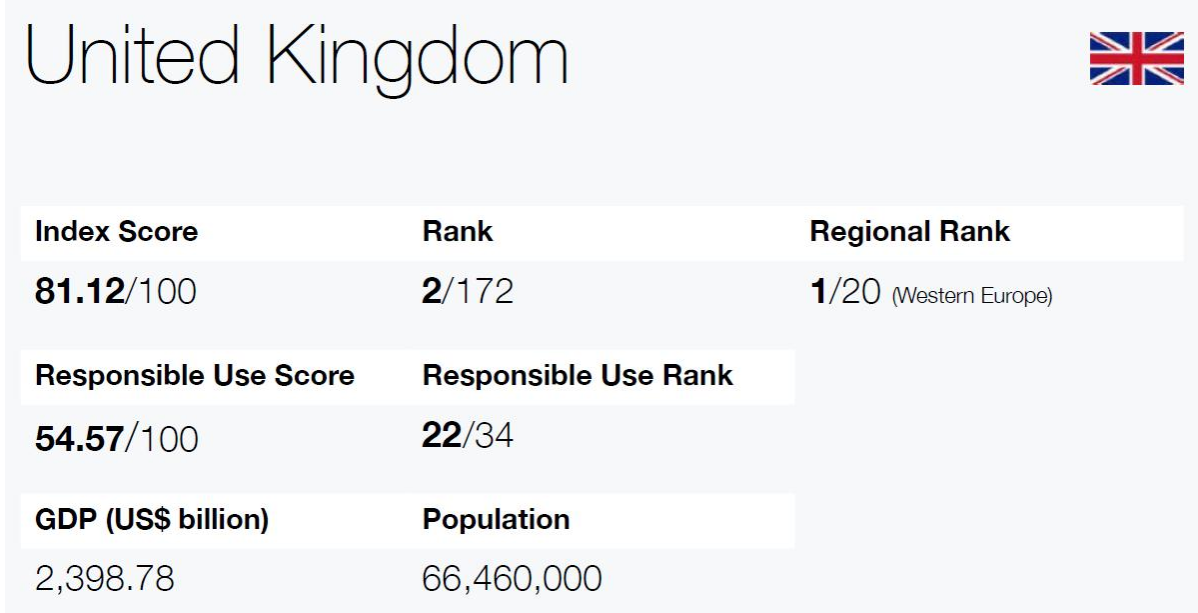 United Kingdom
Index Score Rank Regional Rank
81.12/100 2/172 1/20 (Western Europe)
Responsible Use Score Responsible Use Rank
54.57/100 22/34
GDP (US$ billion) Population
2,398.78 66,460,000